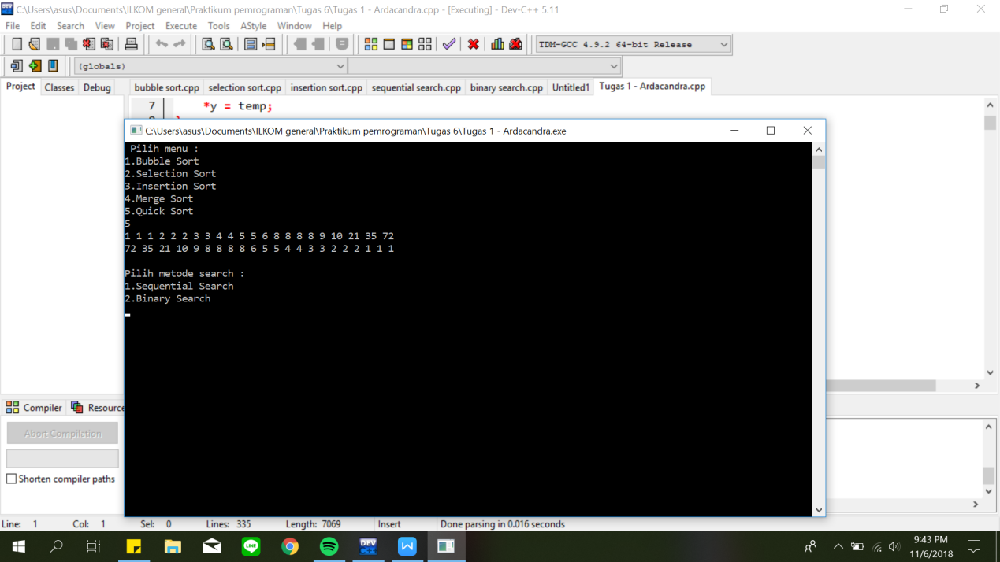 C:\Users\asus\Documents\ILKOM general\Praktikum pemrograman\Tugas 6\Tugas 1 - Ardacandra.cpp - [Executing] - Dev-C++ 5.11
File Edit Search View Project Execute Tools AStyle Window Help
TDM-GCC 4.9.2 64-bit Release
(globals)
Project Classes Debug
bubble sort.cpp selection sort.cpp insertion sort.cpp sequential search.cpp binary search.cpp Untitled1 Tugas 1 - Ardacandra.cpp
7 *y = temp;
C:\Users\asus\Documents\ILKOM general\Praktikum pemrograman\Tugas 6\Tugas 1 - Ardacandra.exe
Pilih menu :
1.Bubble Sort
2.Selection Sort
3.Insertion Sort
4.Merge Sort
5.Quick Sort
5
1 1 1 2 2 2 3 3 4 4 5 5 6 8 8 8 8 9 10 21 35 72
72 35 21 10 9 8 8 8 8 6 5 5 4 4 3 3 2 2 2 1 1 1
Pilih metode search :
1.Sequential Search
2.Binary Search
Compiler Resource
Abort Compilation
Shorten compiler paths
Line: 1 Col: 1 Sel: 0 Lines: 335 Length: 7069 Insert Done parsing in 0.016 seconds
LINE
DEV
W
9:43 PM
11/6/2018